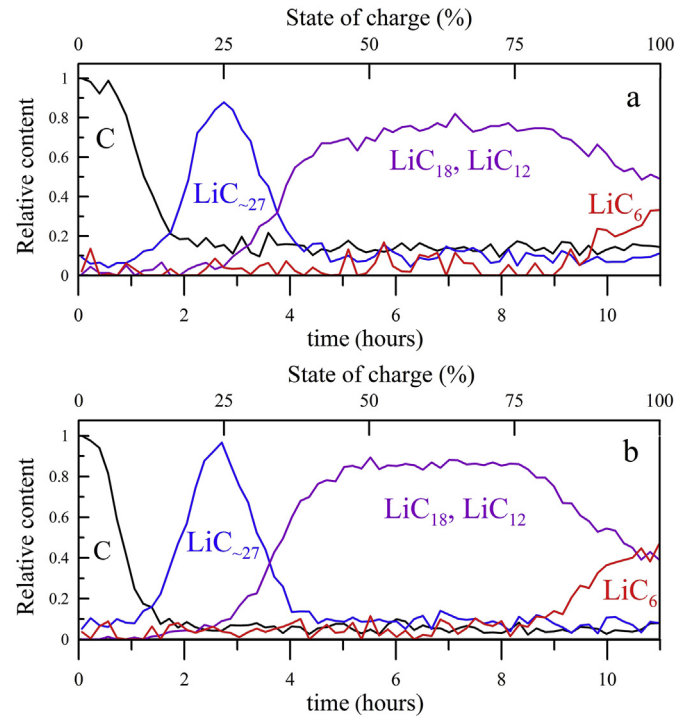 State of charge (%)
0 25 50 75 100
Relative content
1
0.8
0.6
0.4
0.2
0
a
C
LiC~27
LiC18, LiC12
LiC6
0 2 4 6 8 10
time (hours)
State of charge (%)
0 25 50 75 100
Relative content
1
0.8
0.6
0.4
0.2
0
b
C
LiC~27
LiC18, LiC12
LiC6
0 2 4 6 8 10
time (hours)